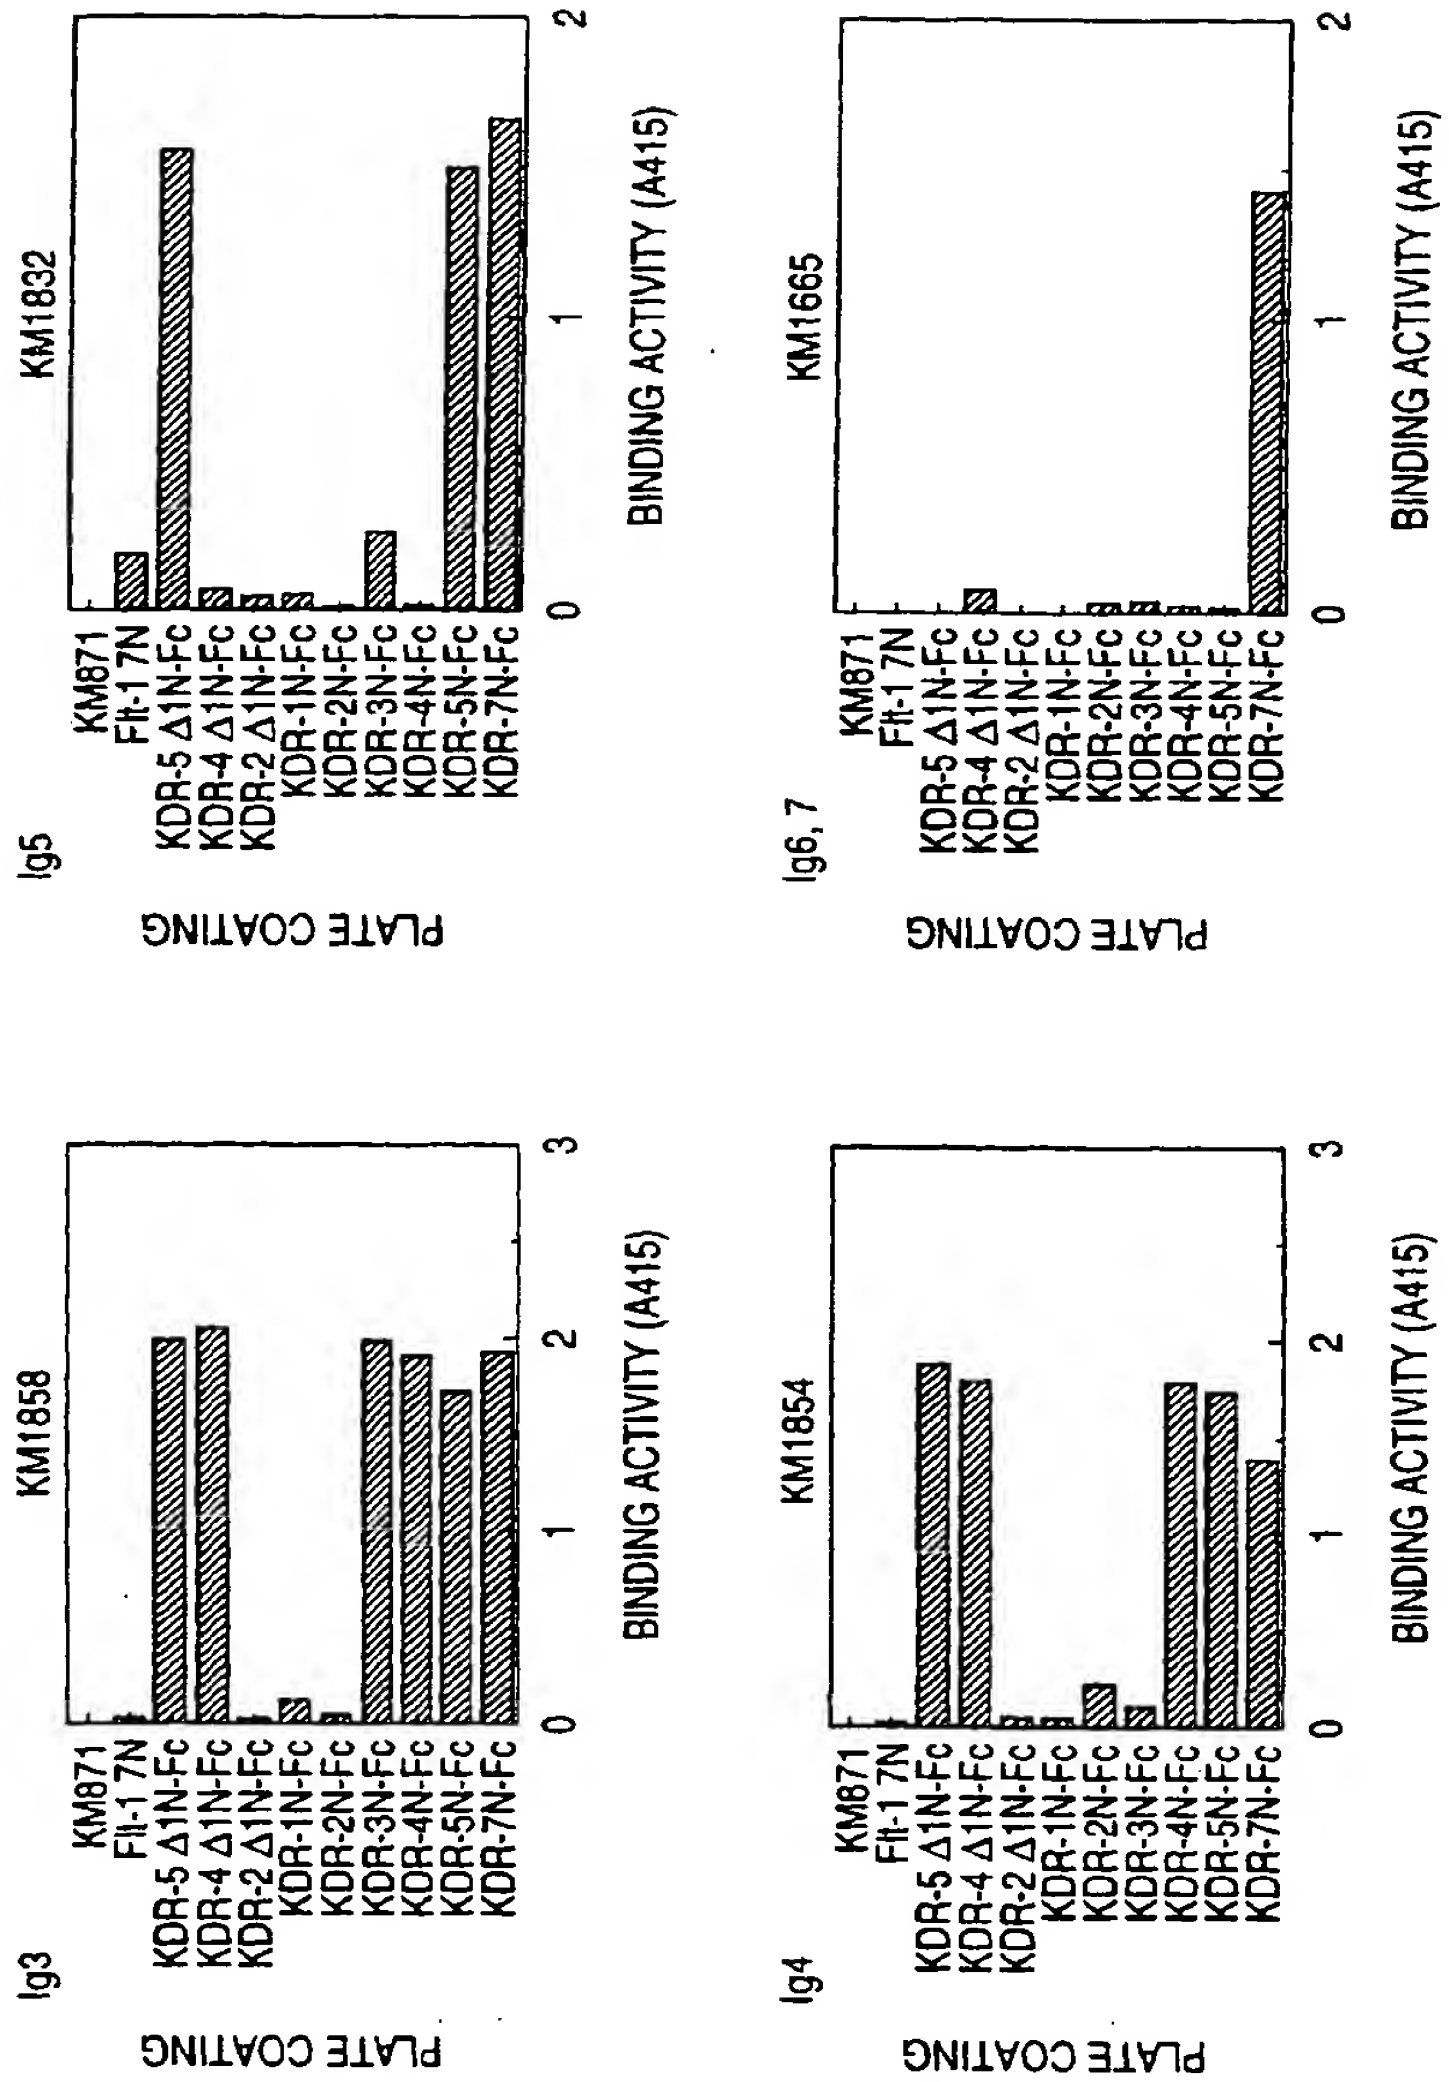 Ig3
KM1858
PLATE COATING
KM871
Flt-1 7N
KDR-5 Δ1N-Fc
KDR-4 Δ1N-Fc
KDR-2 Δ1N-Fc
KDR-1N-Fc
KDR-2N-Fc
KDR-3N-Fc
KDR-4N-Fc
KDR-5N-Fc
KDR-7N-Fc
0 1 2 3
BINDING ACTIVITY (A415)
Ig5
KM1832
PLATE COATING
KM871
Flt-1 7N
KDR-5 Δ1N-Fc
KDR-4 Δ1N-Fc
KDR-2 Δ1N-Fc
KDR-1N-Fc
KDR-2N-Fc
KDR-3N-Fc
KDR-4N-Fc
KDR-5N-Fc
KDR-7N-Fc
0 1 2
BINDING ACTIVITY (A415)
Ig4
KM1854
PLATE COATING
KM871
Flt-1 7N
KDR-5 Δ1N-Fc
KDR-4 Δ1N-Fc
KDR-2 Δ1N-Fc
KDR-1N-Fc
KDR-2N-Fc
KDR-3N-Fc
KDR-4N-Fc
KDR-5N-Fc
KDR-7N-Fc
0 1 2 3
BINDING ACTIVITY (A415)
Ig6, 7
KM1665
PLATE COATING
KM871
Flt-1 7N
KDR-5 Δ1N-Fc
KDR-4 Δ1N-Fc
KDR-2 Δ1N-Fc
KDR-1N-Fc
KDR-2N-Fc
KDR-3N-Fc
KDR-4N-Fc
KDR-5N-Fc
KDR-7N-Fc
0 1 2
BINDING ACTIVITY (A415)